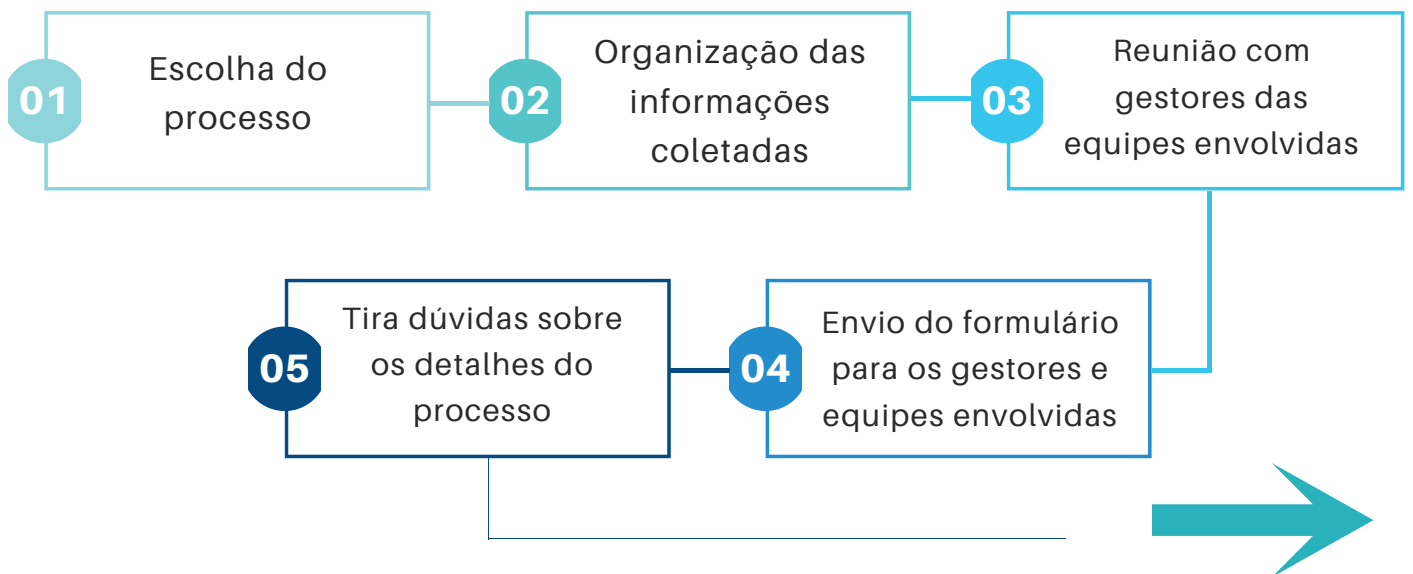 01
Escolha do
processo
02
Organização das
informações
coletadas
03
Reunião com
gestores das
equipes envolvidas
04
Envio do formulário
para os gestores e
equipes envolvidas
05
Tira dúvidas sobre
os detalhes do
processo